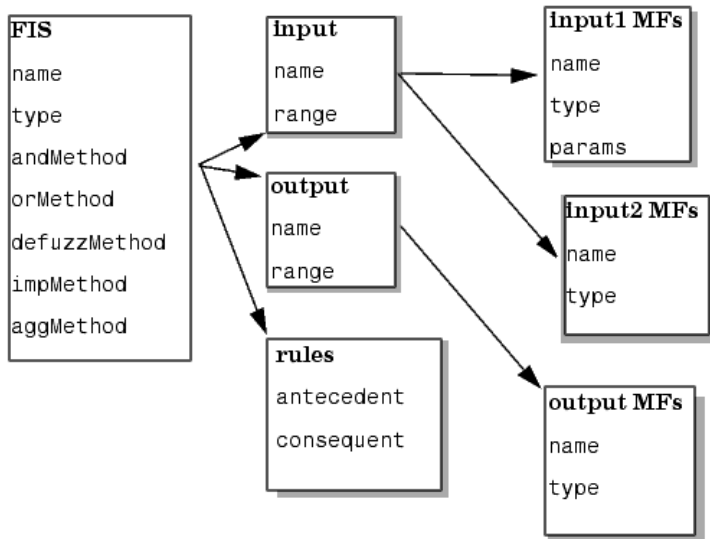 FIS
name
type
andMethod
orMethod
defuzzMethod
impMethod
aggMethod
input
name
range
output
name
range
rules
antecedent
consequent
input1 MFs
name
type
params
input2 MFs
name
type
output MFs
name
type